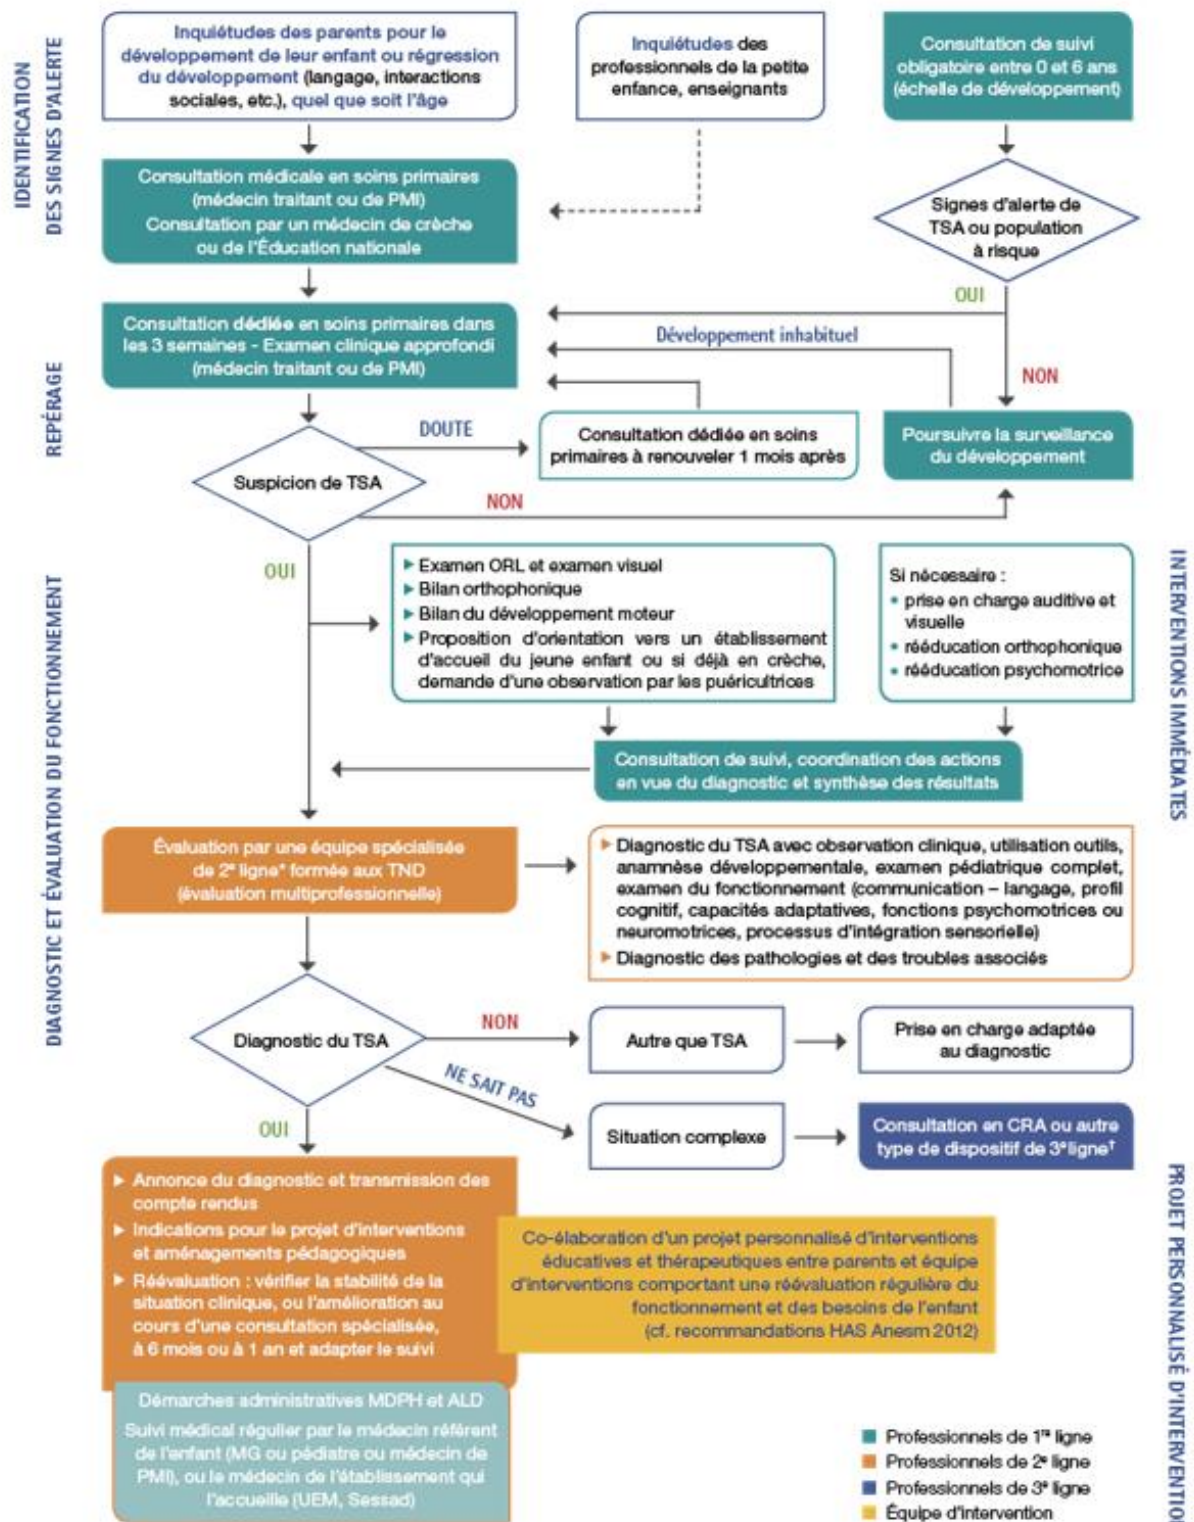 IDENTIFICATION
DES SIGNES D'ALERTE
Inquiétudes des parents pour le
développement de leur enfant ou régression
du développement (langage, interactions
sociales, etc.), quel que soit l'âge
Inquiétudes des
professionnels de la petite
enfance, enseignants
Consultation de suivi
obligatoire entre 0 et 6 ans
(échelle de développement)
Consultation médicale en soins primaires
(médecin traitant ou de PMI)
Consultation par un médecin de crèche
ou de l'Éducation nationale
Signes d'alerte de
TSA ou population
à risque
OUI
NON
REPÉRAGE
Consultation dédiée en soins primaires dans
les 3 semaines - Examen clinique approfondi
(médecin traitant ou de PMI)
Développement inhabituel
DOUTE
Consultation dédiée en soins
primaires à renouveler 1 mois après
Poursuivre la surveillance
du développement
Suspicion de TSA
NON
OUI
DIAGNOSTIC ET ÉVALUATION DU FONCTIONNEMENT
INTERVENTIONS IMMÉDIATES
▶ Examen ORL et examen visuel
▶ Bilan orthophonique
▶ Bilan du développement moteur
▶ Proposition d'orientation vers un établissement
d'accueil du jeune enfant ou si déjà en crèche,
demande d'une observation par les puéricultrices
Si nécessaire :
• prise en charge auditive et
visuelle
• rééducation orthophonique
• rééducation psychomotrice
Consultation de suivi, coordination des actions
en vue du diagnostic et synthèse des résultats
Évaluation par une équipe spécialisée
de 2e ligne* formée aux TND
(évaluation multiprofessionnelle)
▶ Diagnostic du TSA avec observation clinique, utilisation outils,
anamnèse développementale, examen pédiatrique complet,
examen du fonctionnement (communication – langage, profil
cognitif, capacités adaptatives, fonctions psychomotrices ou
neuromotrices, processus d'intégration sensorielle)
▶ Diagnostic des pathologies et des troubles associés
Diagnostic du TSA
NON
Autre que TSA
Prise en charge adaptée
au diagnostic
NE SAIT PAS
Situation complexe
Consultation en CRA ou autre
type de dispositif de 3e ligne†
OUI
PROJET PERSONNALISÉ D'INTERVENTION
▶ Annonce du diagnostic et transmission des
compte rendus
▶ Indications pour le projet d'interventions
et aménagements pédagogiques
▶ Réévaluation : vérifier la stabilité de la
situation clinique, ou l'amélioration au
cours d'une consultation spécialisée,
à 6 mois ou à 1 an et adapter le suivi
Co-élaboration d'un projet personnalisé d'interventions
éducatives et thérapeutiques entre parents et équipe
d'interventions comportant une réévaluation régulière du
fonctionnement et des besoins de l'enfant
(cf. recommandations HAS Anesm 2012)
Démarches administratives MDPH et ALD
Suivi médical régulier par le médecin référent
de l'enfant (MG ou pédiatre ou médecin de
PMI), ou le médecin de l'établissement qui
l'accueille (UEM, Sessad)
Professionnels de 1re ligne
Professionnels de 2e ligne
Professionnels de 3e ligne
Équipe d'intervention